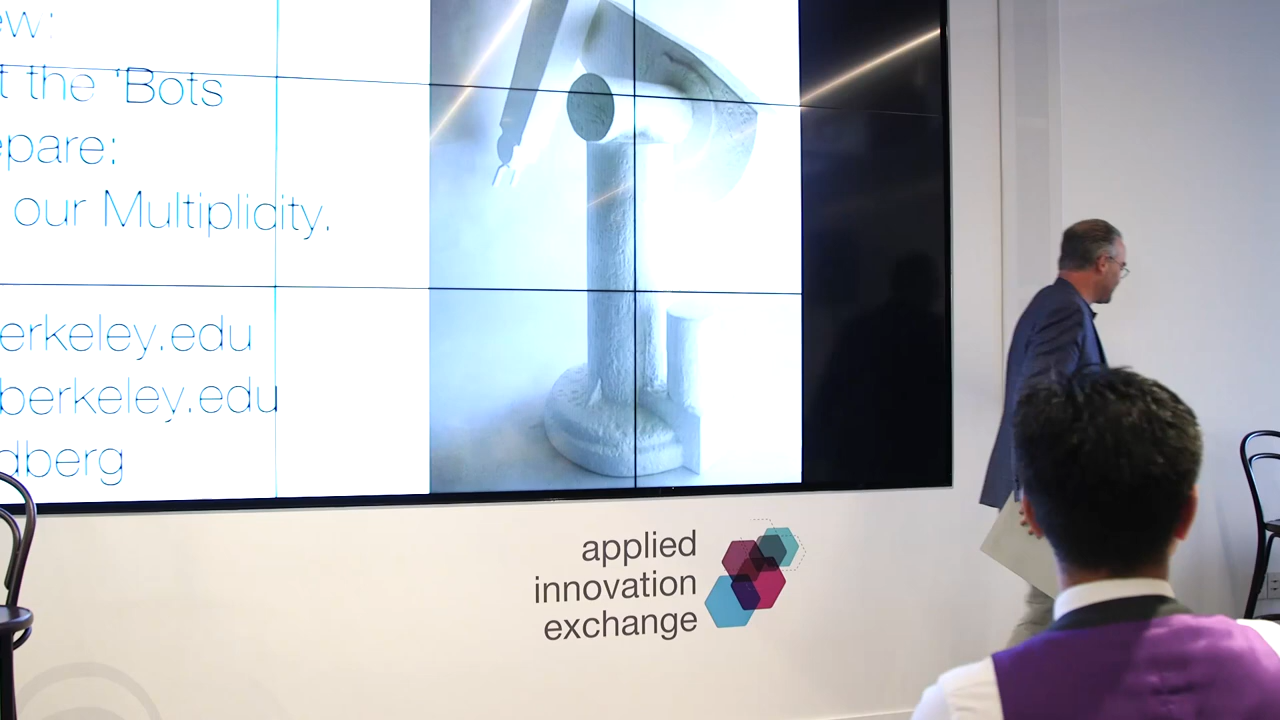 ew:
t the 'Bots
epare:
our Multiplicity.
erkeley.edu
berkeley.edu
dberg
applied
innovation
exchange